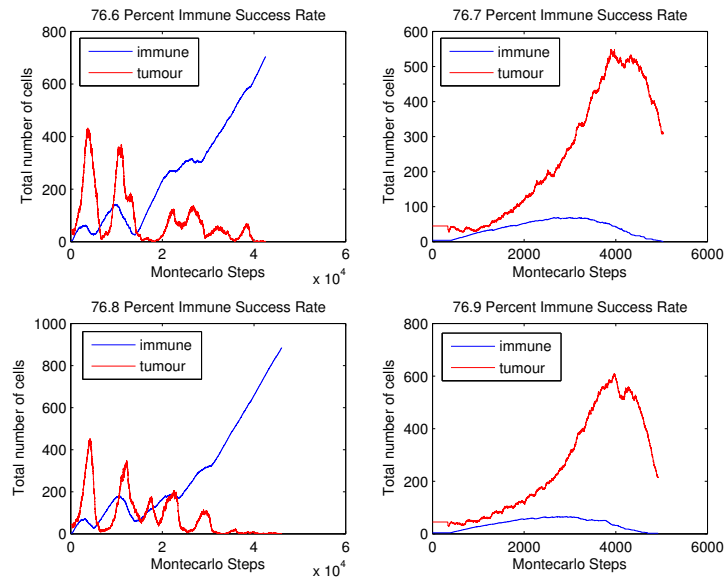 76.6 Percent Immune Success Rate
800
600
400
200
0
0
2
4
6
x 10^4
Total number of cells
Montecarlo Steps
immune
tumour
76.7 Percent Immune Success Rate
600
500
400
300
200
100
0
0
2000
4000
6000
Total number of cells
Montecarlo Steps
immune
tumour
76.8 Percent Immune Success Rate
1000
800
600
400
200
0
0
2
4
6
x 10^4
Total number of cells
Montecarlo Steps
immune
tumour
76.9 Percent Immune Success Rate
800
600
400
200
0
0
2000
4000
6000
Total number of cells
Montecarlo Steps
immune
tumour